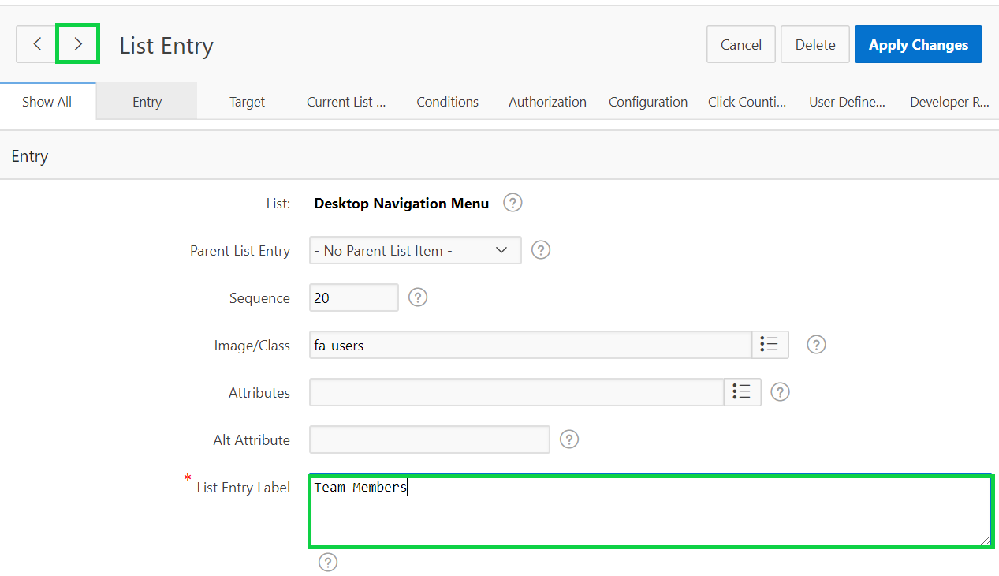 List Entry
Cancel
Delete
Apply Changes
Show All
Entry
Target
Current List ...
Conditions
Authorization
Configuration
Click Counti...
User Define...
Developer R...
Entry
List: Desktop Navigation Menu ?
Parent List Entry - No Parent List Item - ?
Sequence 20 ?
Image/Class fa-users ?
Attributes ?
Alt Attribute ?
* List Entry Label Team Members
?